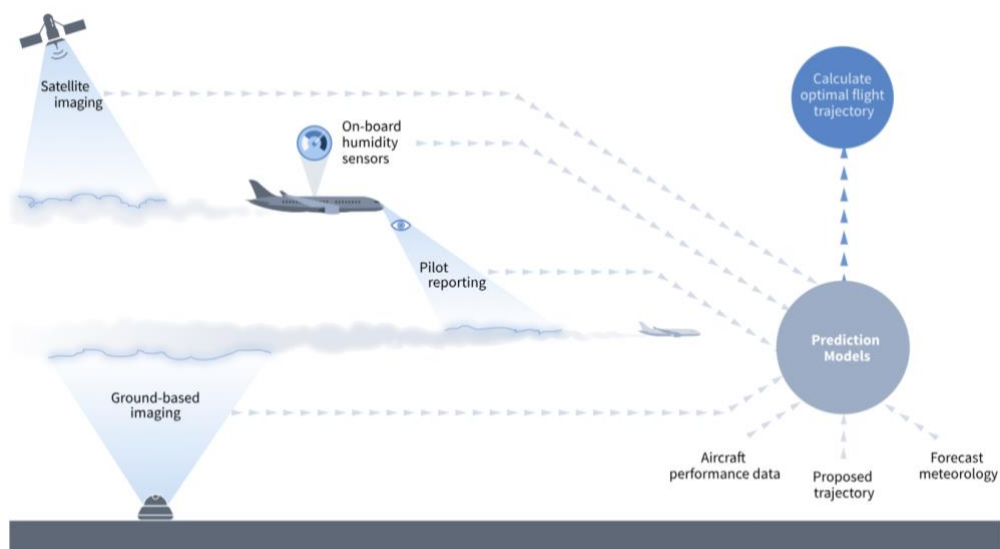 Satellite
imaging
On-board
humidity
sensors
Pilot
reporting
Ground-based
imaging
Calculate
optimal flight
trajectory
Prediction
Models
Aircraft
performance data
Proposed
trajectory
Forecast
meteorology